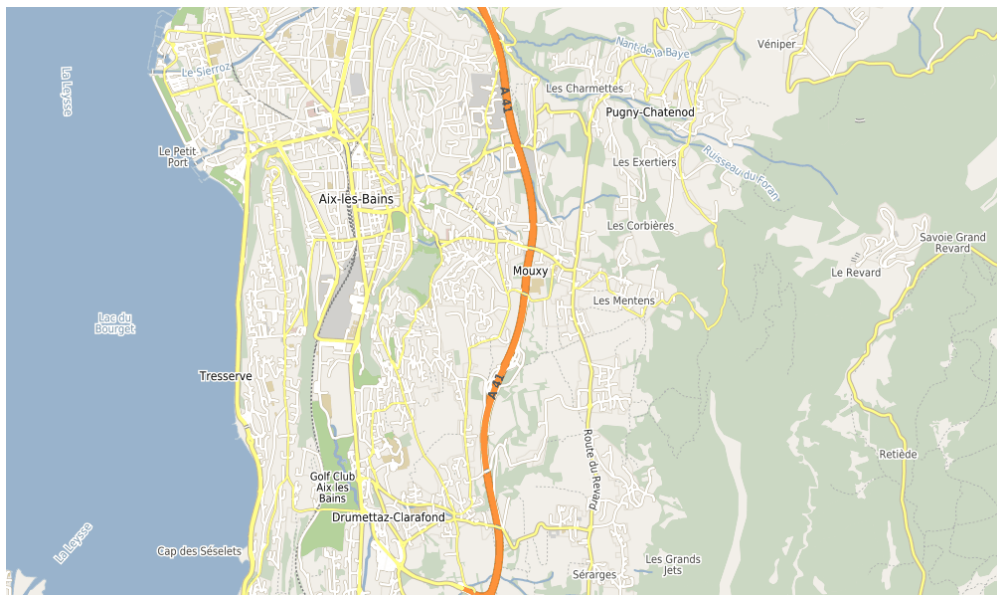 Véniper
Nant de la Baye
La Leysse
Le Sierroz
Les Charmettes
A 41
Pugny-Chatenod
Le Petit
Port
Les Exertiers
Ruisseau du Foran
Aix-les-Bains
Les Corbières
Savoie Grand
Revard
Mouxy
Le Revard
Les Mentens
Lac du
Bourget
Tresserve
A 41
Route du Revard
Retiède
Golf Club
Aix les
Bains
Drumettaz-Clarafond
La Leysse
Cap des Séselets
Les Grands
Jets
Sérarges